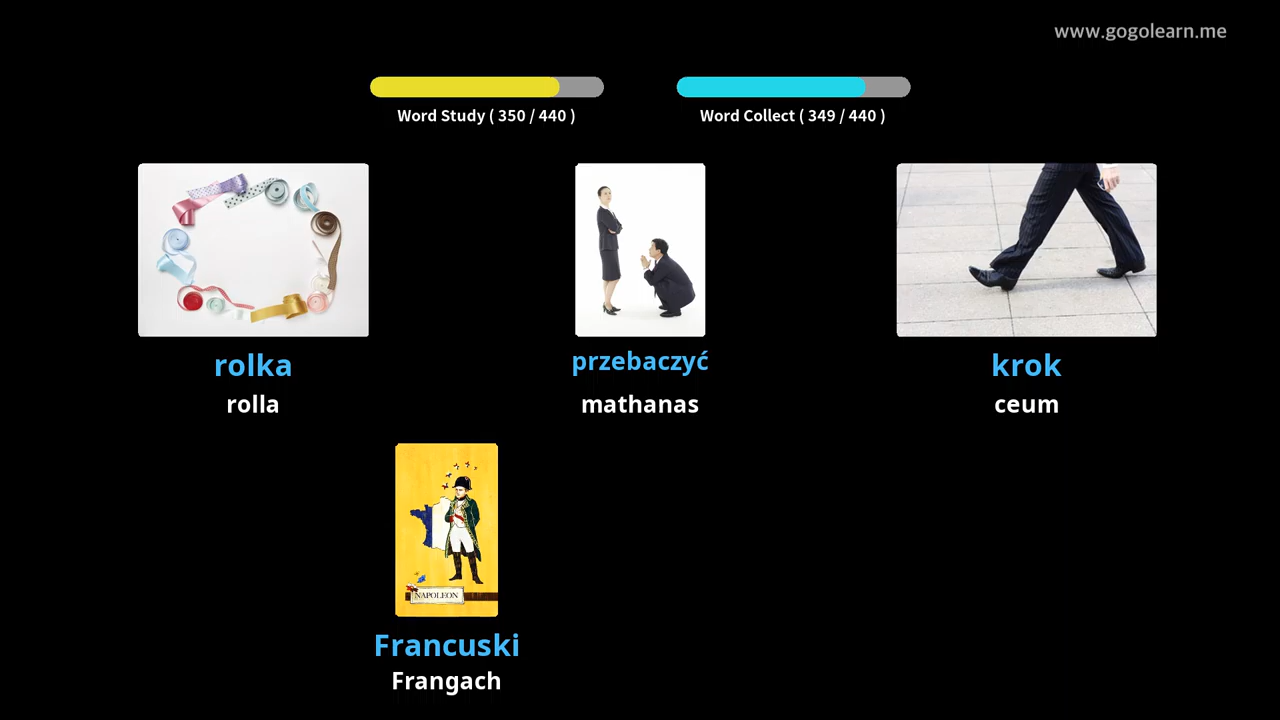 www.gogolearn.me
Word Study ( 350 / 440 )
Word Collect ( 349 / 440 )
rolka
przebaczyć
krok
rolla
mathanas
ceum
NAPOLEON
Francuski
Frangach